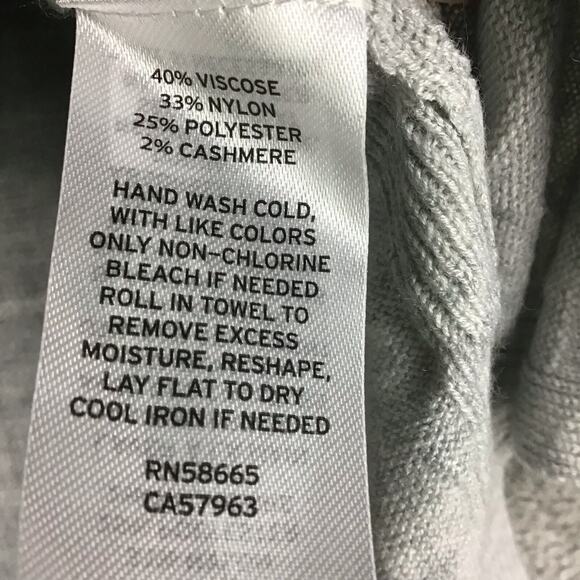 40% VISCOSE
33% NYLON
25% POLYESTER
2% CASHMERE
HAND WASH COLD,
WITH LIKE COLORS
ONLY NON-CHLORINE
BLEACH IF NEEDED
ROLL IN TOWEL TO
REMOVE EXCESS
MOISTURE, RESHAPE,
LAY FLAT TO DRY
COOL IRON IF NEEDED
RN58665
CA57963